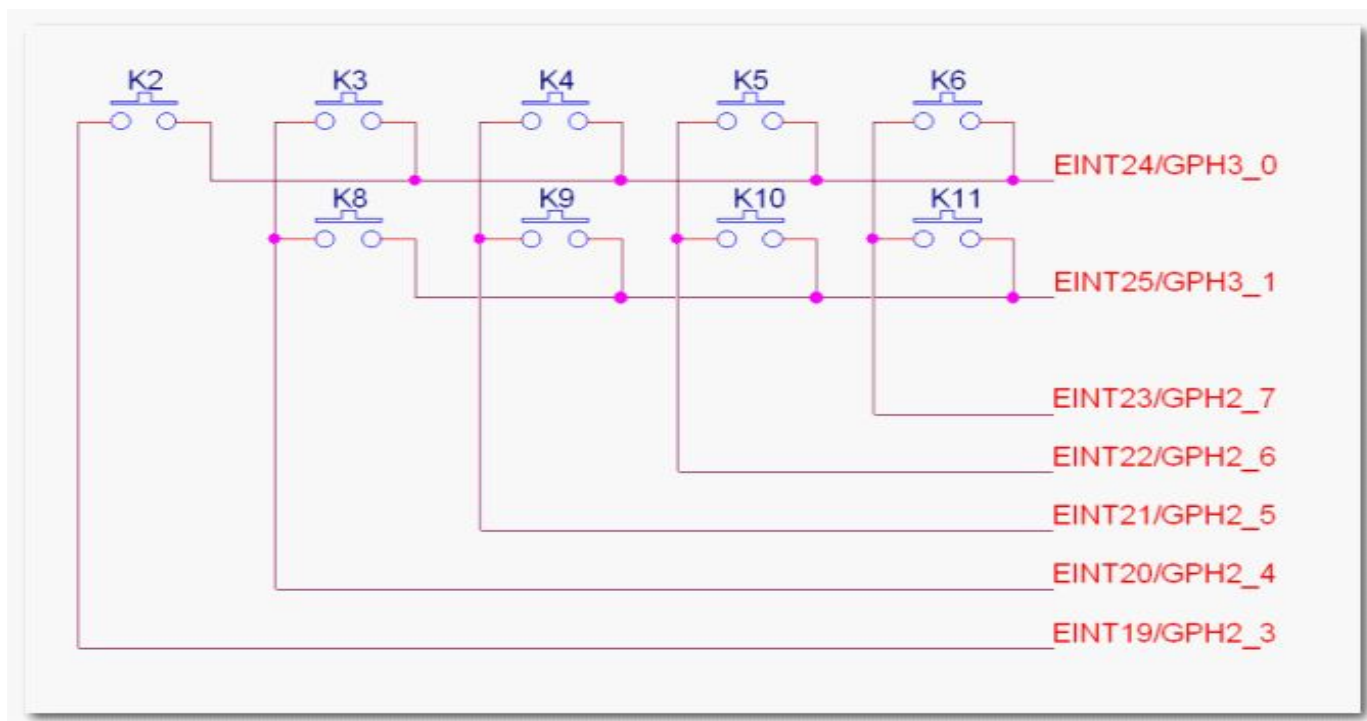 K2 K3 K4 K5 K6
EINT24/GPH3_0
K8 K9 K10 K11
EINT25/GPH3_1
EINT23/GPH2_7
EINT22/GPH2_6
EINT21/GPH2_5
EINT20/GPH2_4
EINT19/GPH2_3